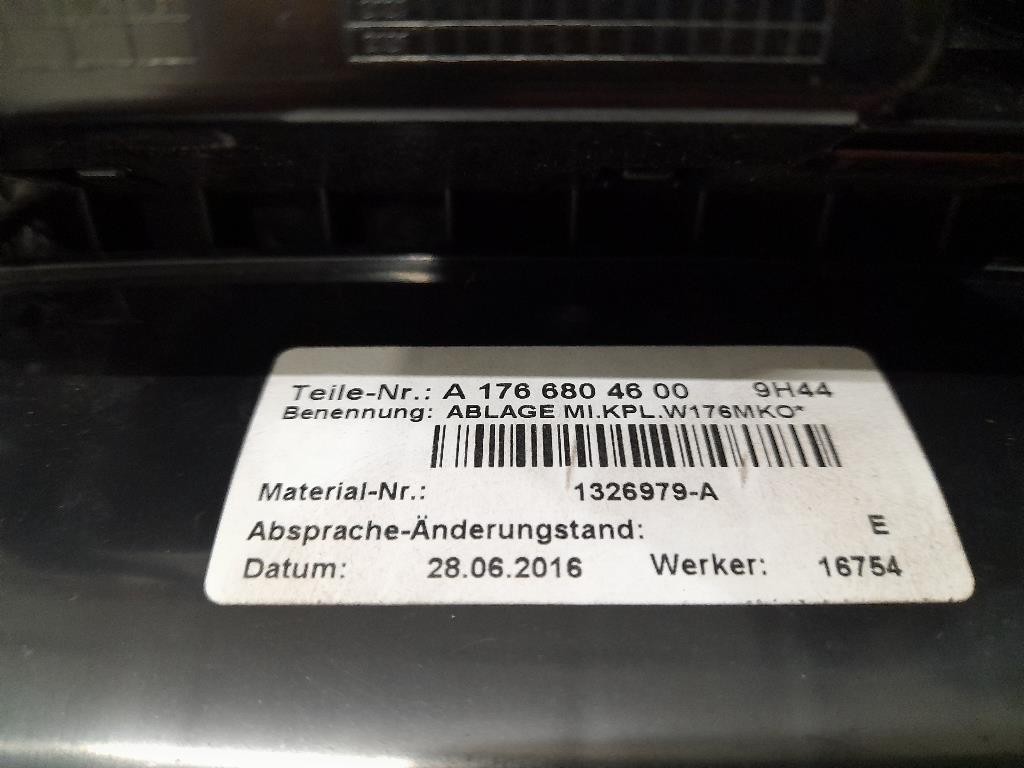 Teile-Nr.: A 176 680 46 00 9H44
Benennung: ABLAGE MI.KPL.W176MKO*
Material-Nr.: 1326979-A
Absprache-Änderungstand: E
Datum: 28.06.2016 Werker: 16754